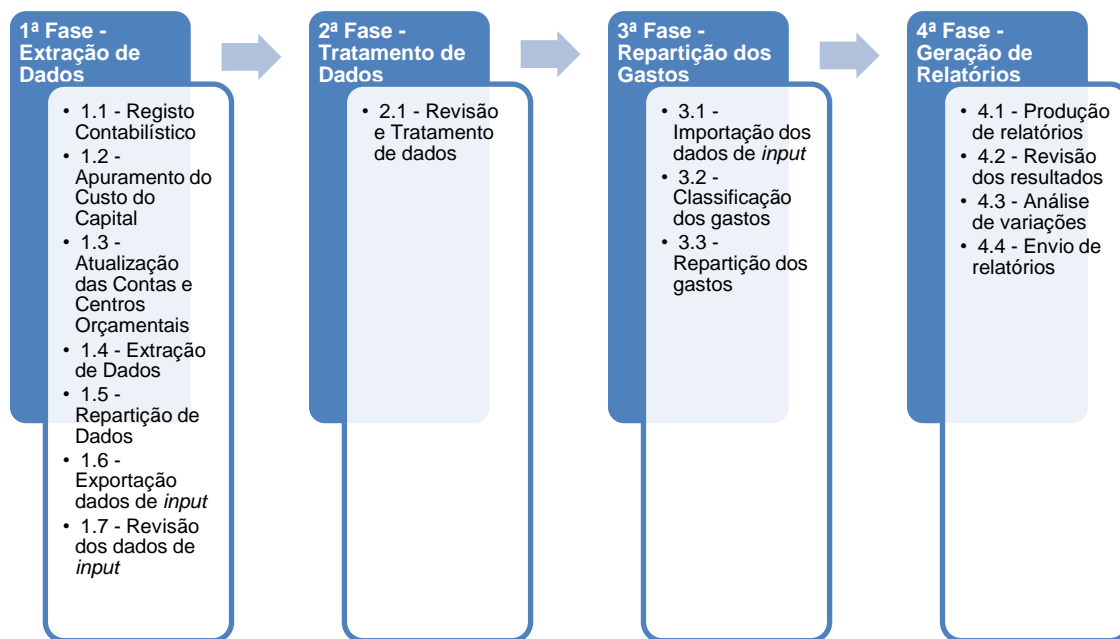 1ª Fase -
Extração de
Dados
• 1.1 - Registo
Contabilístico
• 1.2 -
Apuramento do
Custo do
Capital
• 1.3 -
Atualização
das Contas e
Centros
Orçamentais
• 1.4 - Extração
de Dados
• 1.5 -
Repartição de
Dados
• 1.6 -
Exportação
dados de input
• 1.7 - Revisão
dos dados de
input
2ª Fase -
Tratamento de
Dados
• 2.1 - Revisão
e Tratamento
de dados
3ª Fase -
Repartição dos
Gastos
• 3.1 -
Importação dos
dados de input
• 3.2 -
Classificação
dos gastos
• 3.3 -
Repartição dos
gastos
4ª Fase -
Geração de
Relatórios
• 4.1 - Produção
de relatórios
• 4.2 - Revisão
dos resultados
• 4.3 - Análise
de variações
• 4.4 - Envio de
relatórios